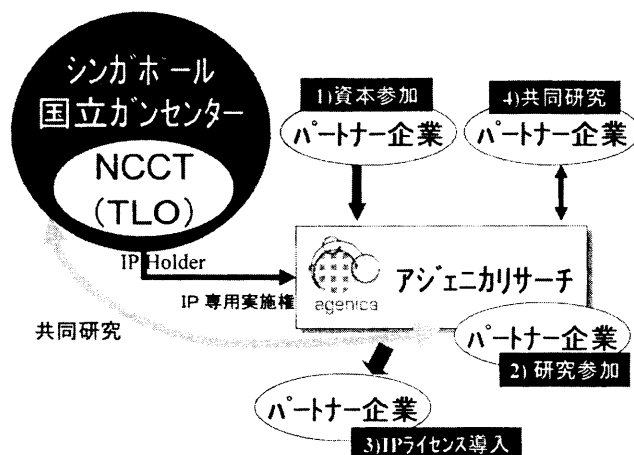 シンガポール
国立ガンセンター
NCCT
(TLO)
1)資本参加
パートナー企業
4)共同研究
パートナー企業
IP Holder
IP 専用実施権
agenica
アジェニカリサーチ
共同研究
パートナー企業
2) 研究参加
パートナー企業
3)IPライセンス導入